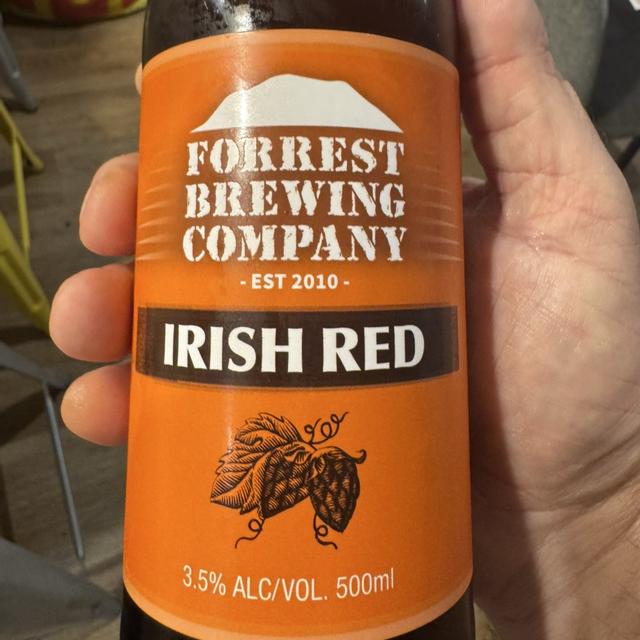 FORREST
BREWING
COMPANY
- EST 2010 -
IRISH RED
3.5% ALC/VOL. 500ml